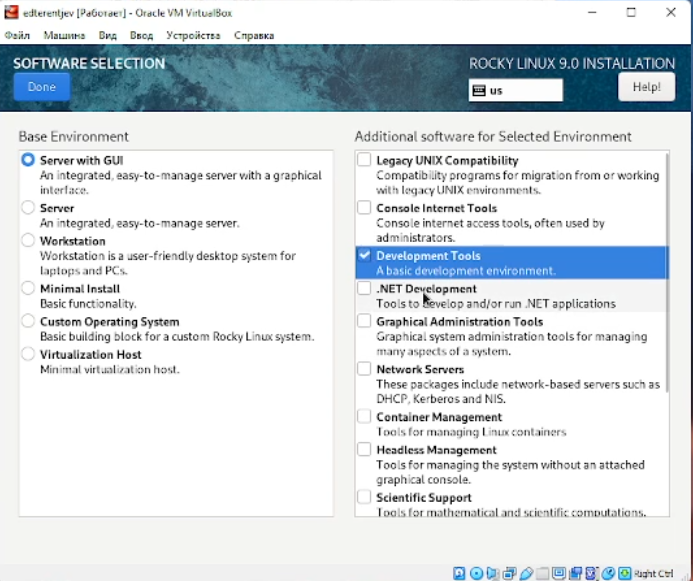 edterentjev [Работает] - Oracle VM VirtualBox
Файл Машина Вид Ввод Устройства Справка
SOFTWARE SELECTION
ROCKY LINUX 9.0 INSTALLATION
Done
us
Help!
Base Environment
Server with GUI
An integrated, easy-to-manage server with a graphical
interface.
Server
An integrated, easy-to-manage server.
Workstation
Workstation is a user-friendly desktop system for
laptops and PCs.
Minimal Install
Basic functionality.
Custom Operating System
Basic building block for a custom Rocky Linux system.
Virtualization Host
Minimal virtualization host.
Additional software for Selected Environment
Legacy UNIX Compatibility
Compatibility programs for migration from or working
with legacy UNIX environments.
Console Internet Tools
Console internet access tools, often used by
administrators.
Development Tools
A basic development environment.
.NET Development
Tools to develop and/or run .NET applications
Graphical Administration Tools
Graphical system administration tools for managing
many aspects of a system.
Network Servers
These packages include network-based servers such as
DHCP, Kerberos and NIS.
Container Management
Tools for managing Linux containers
Headless Management
Tools for managing the system without an attached
graphical console.
Scientific Support
Tools for mathematical and scientific computations,
Right Ctrl